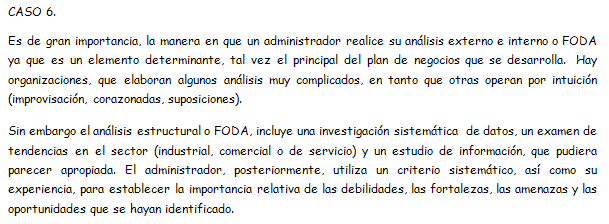 CASO 6.
Es de gran importancia, la manera en que un administrador realice su análisis externo e interno o FODA
ya que es un elemento determinante, tal vez el principal del plan de negocios que se desarrolla. Hay
organizaciones, que elaboran algunos análisis muy complicados, en tanto que otras operan por intuición
(improvisación, corazonadas, suposiciones).
Sin embargo el análisis estructural o FODA, incluye una investigación sistemática de datos, un examen de
tendencias en el sector (industrial, comercial o de servicio) y un estudio de información, que pudiera
parecer apropiada. El administrador, posteriormente, utiliza un criterio sistemático, así como su
experiencia, para establecer la importancia relativa de las debilidades, las fortalezas, las amenazas y las
oportunidades que se hayan identificado.